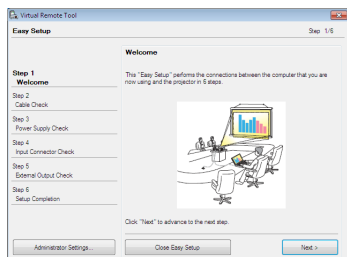 Virtual Remote Tool
Easy Setup
Step 1/6
Welcome
Step 1
Welcome
Step 2
Cable Check
Step 3
Power Supply Check
Step 4
Input Connector Check
Step 5
External Output Check
Step 6
Setup Completion
This "Easy Setup" performs the connections between the computer that you are
now using and the projector in 6 steps.
Click "Next" to advance to the next step.
Administrator Settings...
Close Easy Setup
Next >